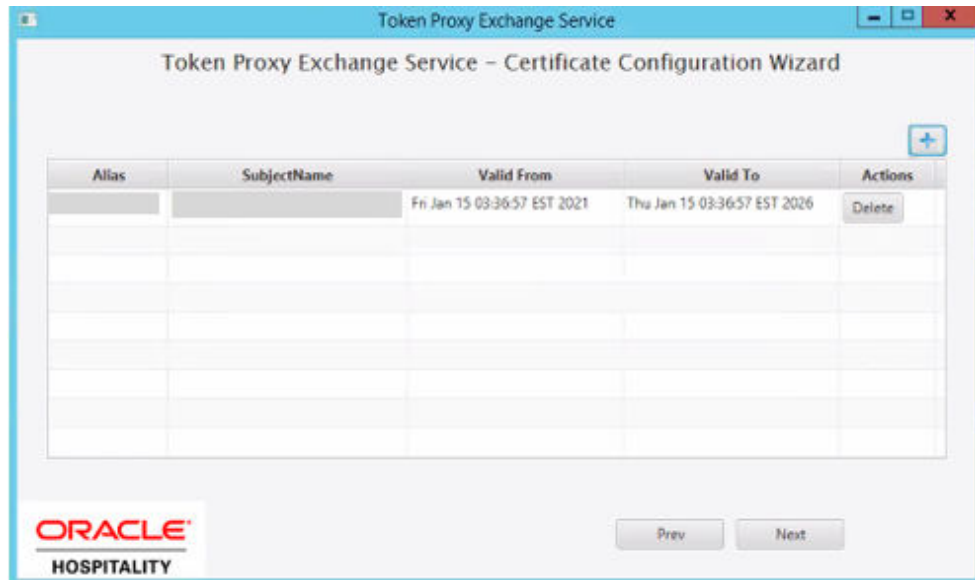 Token Proxy Exchange Service
Token Proxy Exchange Service – Certificate Configuration Wizard
+
Alias SubjectName Valid From Valid To Actions
Fri Jan 15 03:36:57 EST 2021 Thu Jan 15 03:36:57 EST 2026 Delete
ORACLE®
HOSPITALITY
Prev Next